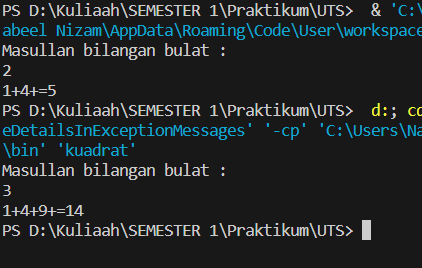 PS D:\Kuliaah\SEMESTER 1\Praktikum\UTS>  & 'C:\
abeel Nizam\AppData\Roaming\Code\User\workspace
Masullan bilangan bulat :
2
1+4+=5
PS D:\Kuliaah\SEMESTER 1\Praktikum\UTS>  d:; cd
eDetailsInExceptionMessages' '-cp' 'C:\Users\Na
\bin' 'kuadrat'
Masullan bilangan bulat :
3
1+4+9+=14
PS D:\Kuliaah\SEMESTER 1\Praktikum\UTS>